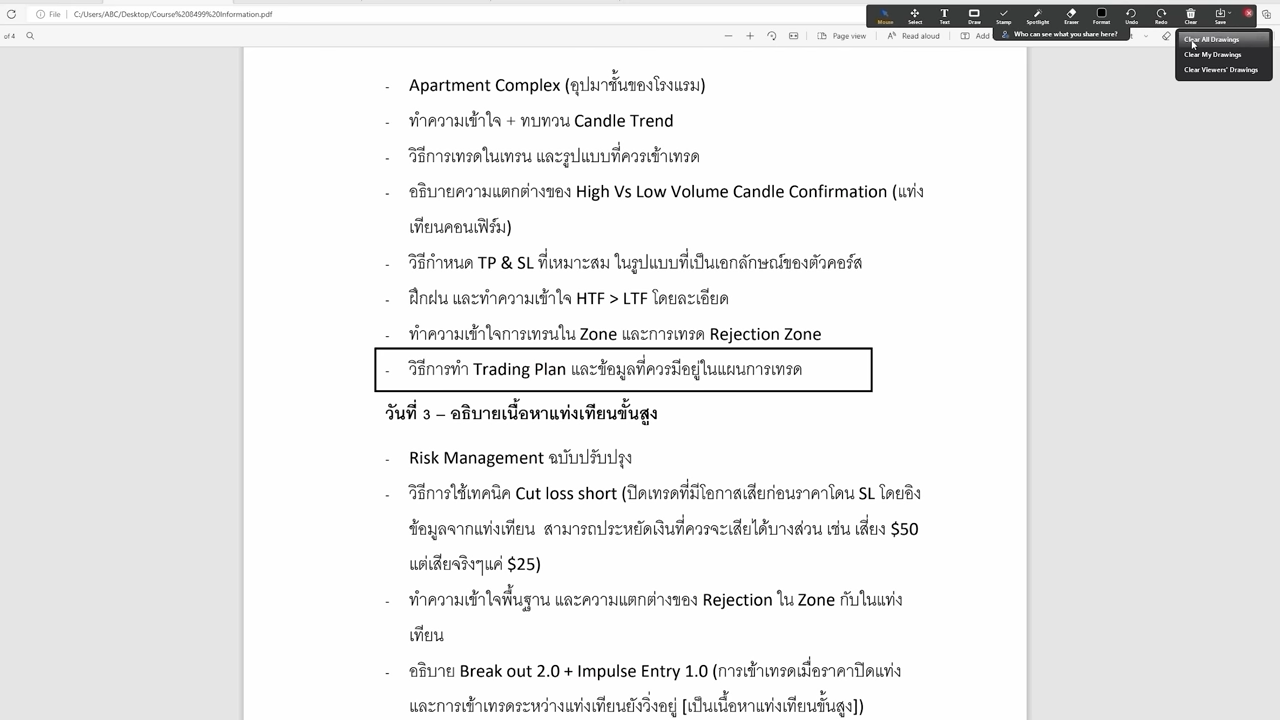 File
C:/Users/ABC/Desktop/Course%208499%20Information.pdf
Mouse Select Text Draw Stamp Spotlight Eraser Format Undo Redo Clear Save
Who can see what you share here?
of 4
Page view
Read aloud
Add
Clear All Drawings
Clear My Drawings
Clear Viewers' Drawings
- Apartment Complex (อุปมาชั้นของโรงแรม)
- ทำความเข้าใจ + ทบทวน Candle Trend
- วิธีการเทรดในเทรน และรูปแบบที่ควรเข้าเทรด
- อธิบายความแตกต่างของ High Vs Low Volume Candle Confirmation (แท่ง
เทียนคอนเฟิร์ม)
- วิธีกำหนด TP & SL ที่เหมาะสม ในรูปแบบที่เป็นเอกลักษณ์ของตัวคอร์ส
- ฝึกฝน และทำความเข้าใจ HTF > LTF โดยละเอียด
- ทำความเข้าใจการเทรนใน Zone และการเทรด Rejection Zone
- วิธีการทำ Trading Plan และข้อมูลที่ควรมีอยู่ในแผนการเทรด
วันที่ 3 – อธิบายเนื้อหาแท่งเทียนขั้นสูง
- Risk Management ฉบับปรับปรุง
- วิธีการใช้เทคนิค Cut loss short (ปิดเทรดที่มีโอกาสเสียก่อนราคาโดน SL โดยอิง
ข้อมูลจากแท่งเทียน สามารถประหยัดเงินที่ควรจะเสียได้บางส่วน เช่น เสี่ยง $50
แต่เสียจริงๆแค่ $25)
- ทำความเข้าใจพื้นฐาน และความแตกต่างของ Rejection ใน Zone กับในแท่ง
เทียน
- อธิบาย Break out 2.0 + Impulse Entry 1.0 (การเข้าเทรดเมื่อราคาปิดแท่ง
และการเข้าเทรดระหว่างแท่งเทียนยังวิ่งอยู่ [เป็นเนื้อหาแท่งเทียนขั้นสูง])